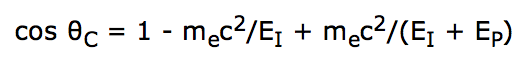 cos θC = 1 - mec²/EI + mec²/(EI + EP)